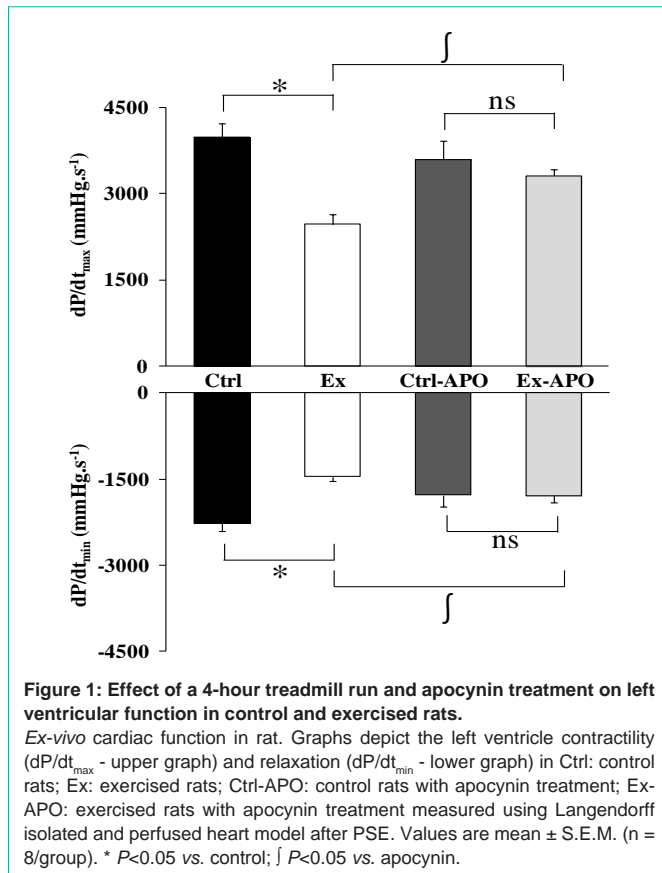 ∫
* ns
4500
3000
1500
0
dP/dt_max (mmHg.s⁻¹)
Ctrl Ex Ctrl-APO Ex-APO
0
-1500
-3000
-4500
dP/dt_min (mmHg.s⁻¹)
* ns
∫
Figure 1: Effect of a 4-hour treadmill run and apocynin treatment on left
ventricular function in control and exercised rats.
Ex-vivo cardiac function in rat. Graphs depict the left ventricle contractility
(dP/dt_max - upper graph) and relaxation (dP/dt_min - lower graph) in Ctrl: control
rats; Ex: exercised rats; Ctrl-APO: control rats with apocynin treatment; Ex-
APO: exercised rats with apocynin treatment measured using Langendorff
isolated and perfused heart model after PSE. Values are mean ± S.E.M. (n =
8/group). * P<0.05 vs. control; ∫ P<0.05 vs. apocynin.